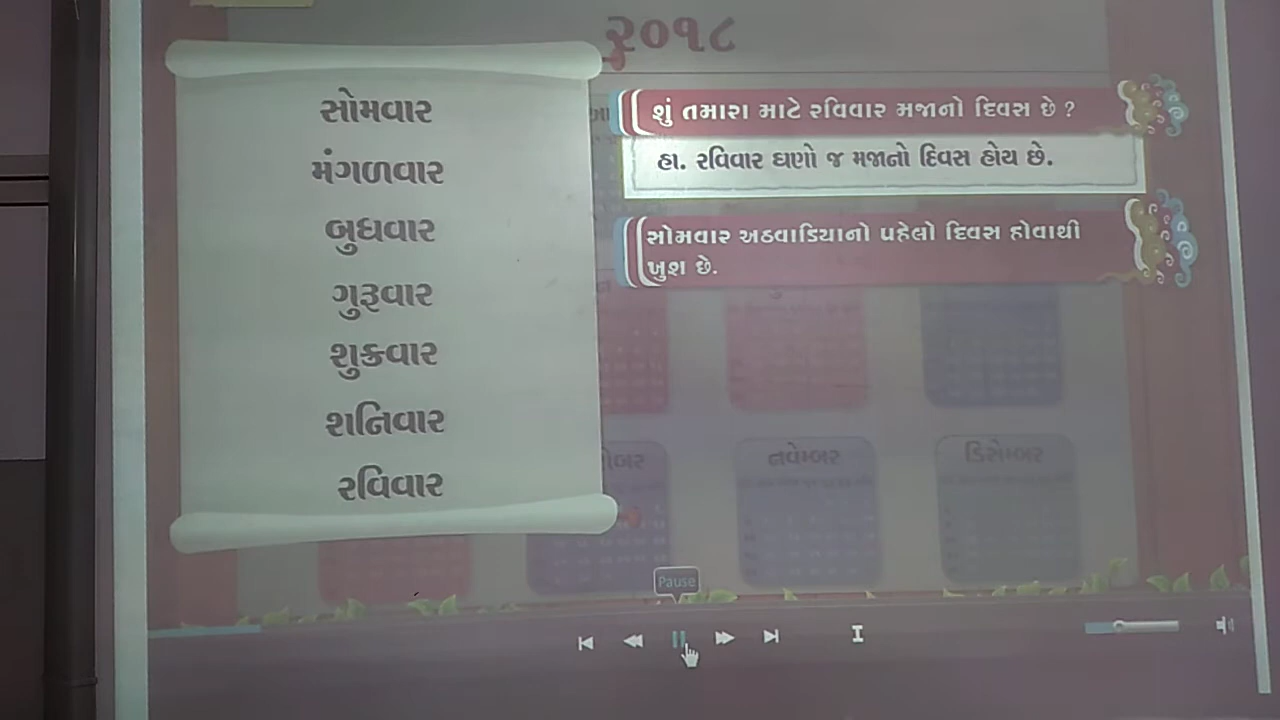 ૨૦૧૮
સોમવાર
મંગળવાર
બુધવાર
ગુરૂવાર
શુક્રવાર
શનિવાર
રવિવાર
શું તમારા માટે રવિવાર મજાનો દિવસ છે ?
હા. રવિવાર ઘણો જ મજાનો દિવસ હોય છે.
સોમવાર અઠવાડિયાનો પહેલો દિવસ હોવાથી
ખુશ છે.
નવેમ્બર
ડિસેમ્બર
Pause